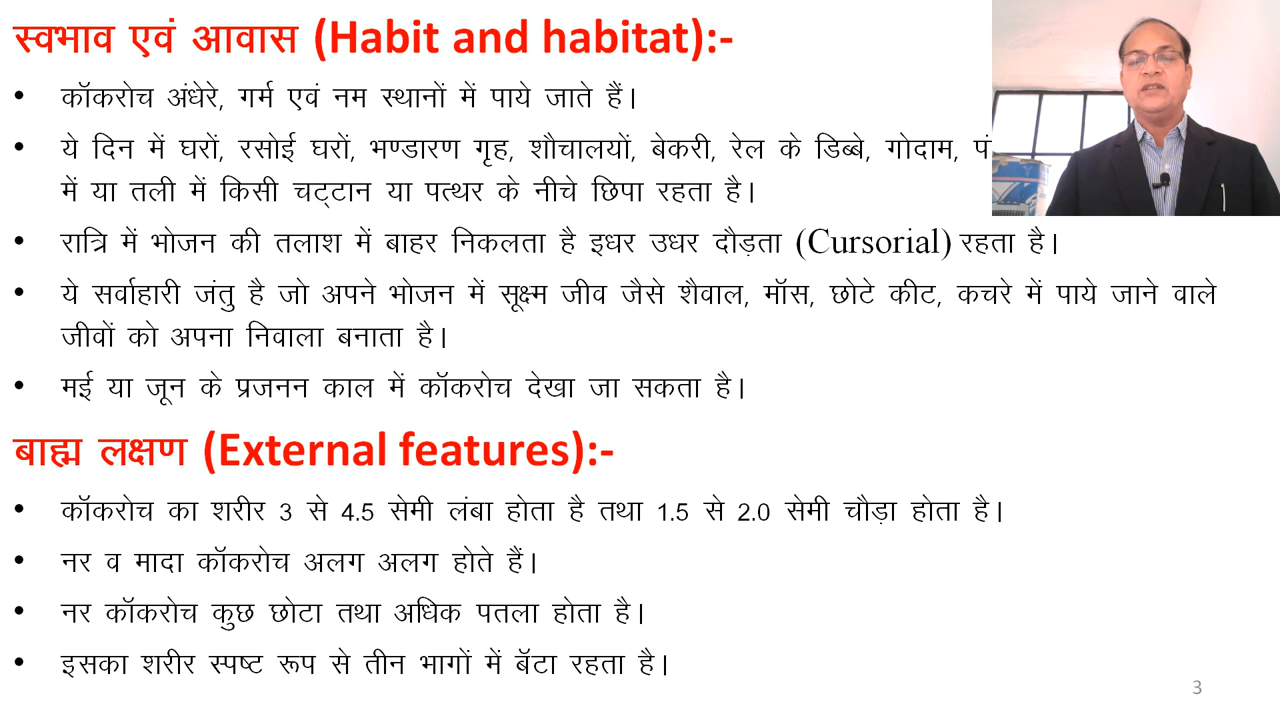 स्वभाव एवं आवास (Habit and habitat):-
• कॉकरोच अंधेरे, गर्म एवं नम स्थानों में पाये जाते हैं।
• ये दिन में घरों, रसोई घरों, भण्डारण गृह, शौचालयों, बेकरी, रेल के डिब्बे, गोदाम,
में या तली में किसी चट्टान या पत्थर के नीचे छिपा रहता है।
• रात्रि में भोजन की तलाश में बाहर निकलता है इधर उधर दौड़ता (Cursorial) रहता है।
• ये सर्वाहारी जंतु है जो अपने भोजन में सूक्ष्म जीव जैसे शैवाल, मॉस, छोटे कीट, कचरे में पाये जाने वाले
जीवों को अपना निवाला बनाता है।
• मई या जून के प्रजनन काल में कॉकरोच देखा जा सकता है।
बाह्म लक्षण (External features):-
• कॉकरोच का शरीर 3 से 4.5 सेमी लंबा होता है तथा 1.5 से 2.0 सेमी चौड़ा होता है।
• नर व मादा कॉकरोच अलग अलग होते हैं।
• नर कॉकरोच कुछ छोटा तथा अधिक पतला होता है।
• इसका शरीर स्पष्ट रूप से तीन भागों में बॅटा रहता है।
3